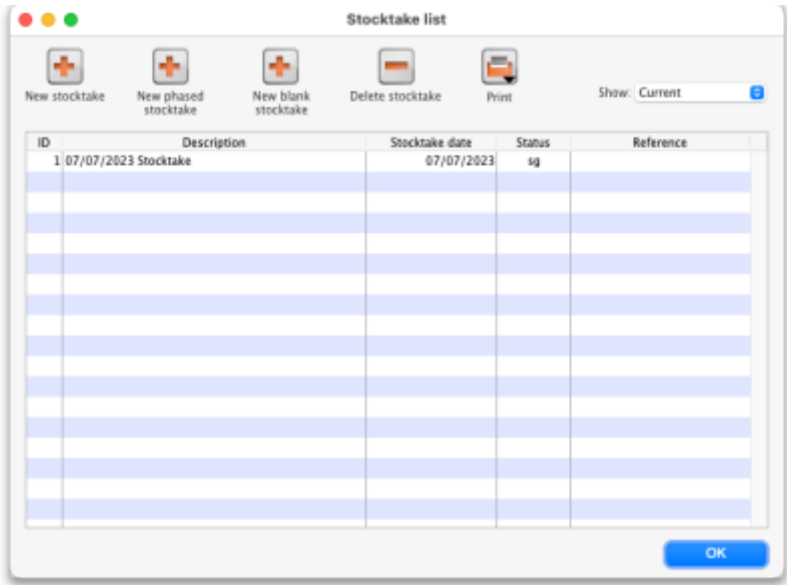 Stocktake list
New stocktake
New phased
stocktake
New blank
stocktake
Delete stocktake
Print
Show: Current
ID Description Stocktake date Status Reference
1 07/07/2023 Stocktake 07/07/2023 sg
OK